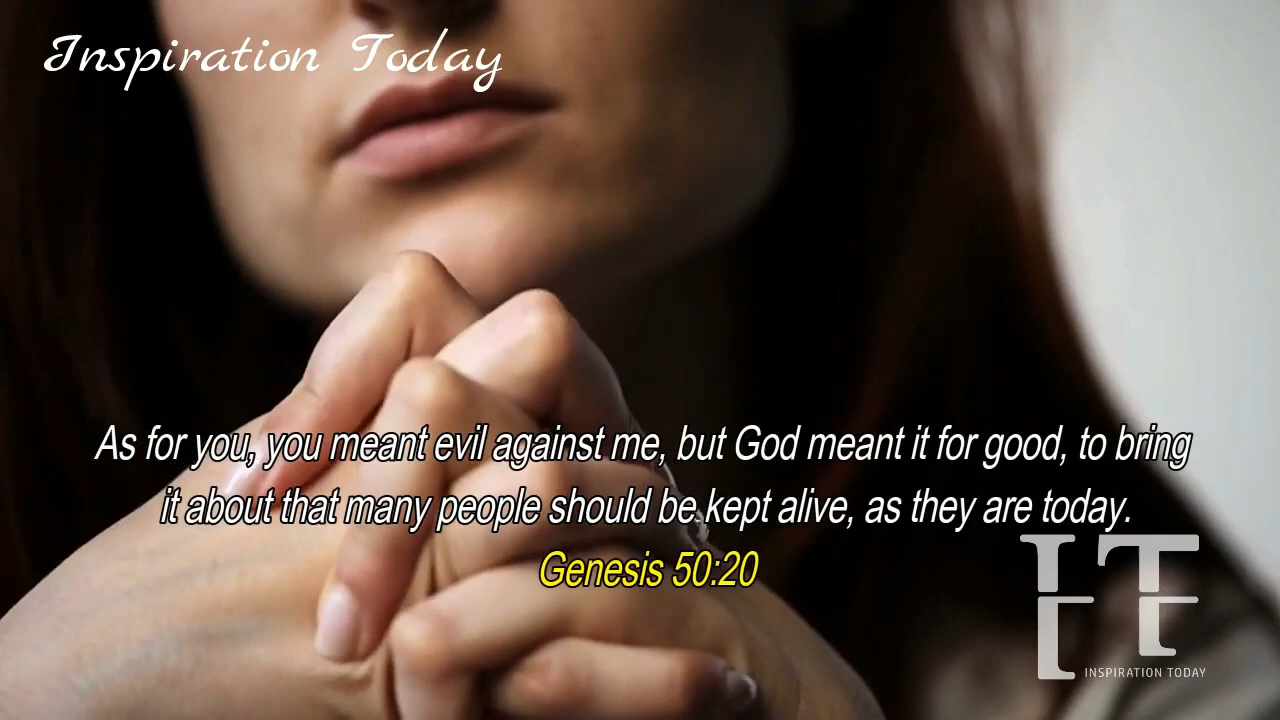 Inspiration Today
As for you, you meant evil against me, but God meant it for good, to bring
it about that many people should be kept alive, as they are today.
Genesis 50:20
IT
INSPIRATION TODAY